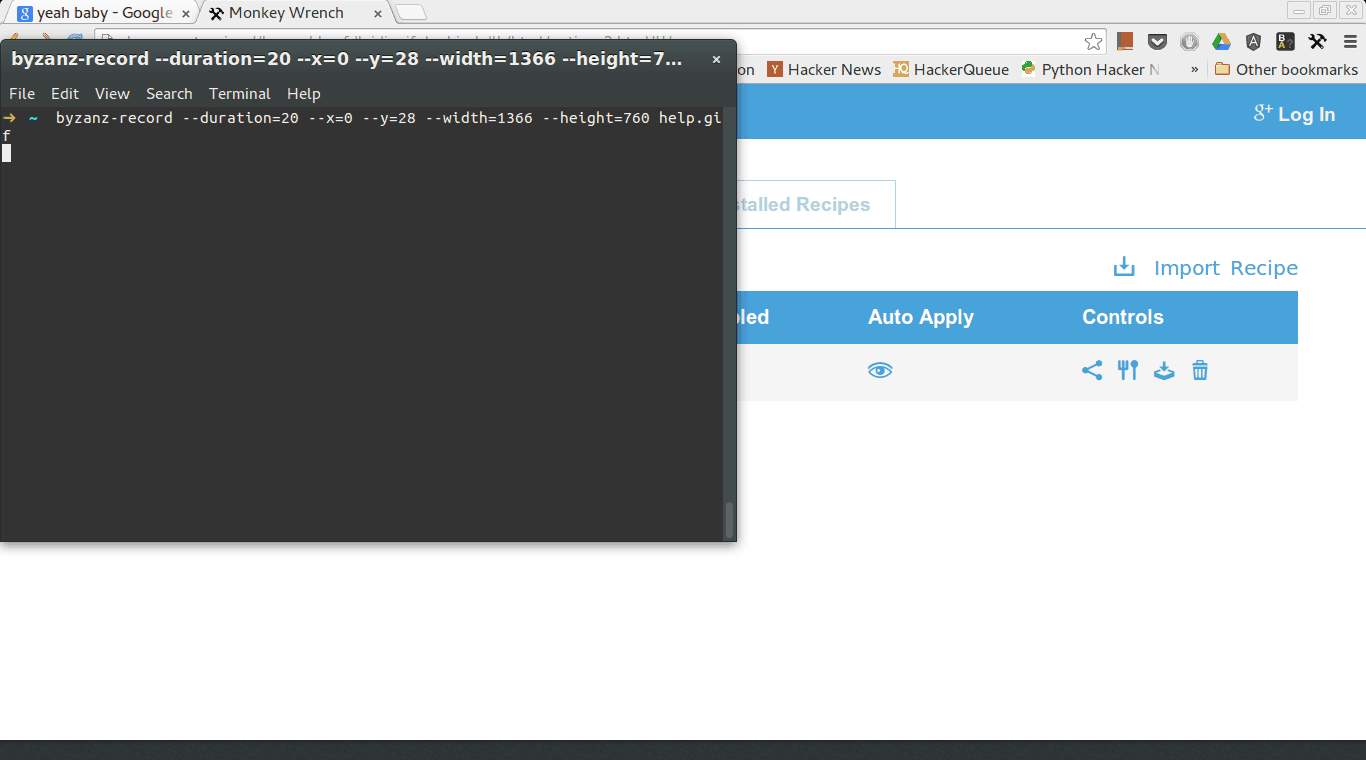 yeah baby - Google
Monkey Wrench
byzanz-record --duration=20 --x=0 --y=28 --width=1366 --height=7...
on
Hacker News
HackerQueue
Python Hacker N
»
Other bookmarks
File Edit View Search Terminal Help
➜ ~ byzanz-record --duration=20 --x=0 --y=28 --width=1366 --height=760 help.gi
f
g+ Log In
stalled Recipes
Import Recipe
bled
Auto Apply
Controls